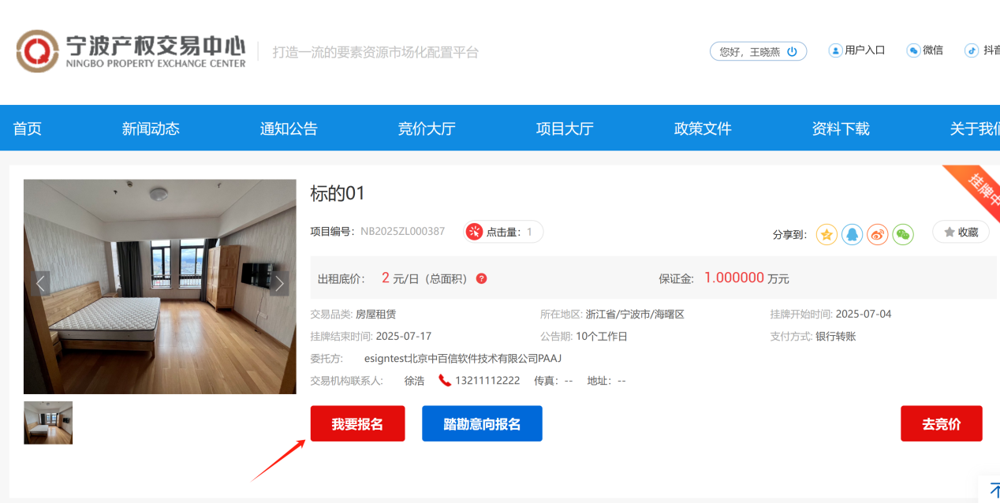 宁波产权交易中心
NINGBO PROPERTY EXCHANGE CENTER
打造一流的要素资源市场化配置平台
您好，王晓燕
用户入口
微信
抖音
首页
新闻动态
通知公告
竞价大厅
项目大厅
政策文件
资料下载
关于我们
挂牌中
标的01
项目编号：NB2025ZL000387
点击量：1
分享到：
收藏
出租底价：2 元/日（总面积）
保证金：1.000000 万元
交易品类: 房屋租赁
所在地区: 浙江省/宁波市/海曙区
挂牌开始时间: 2025-07-04
挂牌结束时间: 2025-07-17
公告期: 10个工作日
支付方式: 银行转账
委托方: esigntest北京中百信软件技术有限公司PAAJ
交易机构联系人: 徐浩 13211112222 传真：-- 地址：--
我要报名
踏勘意向报名
去竞价